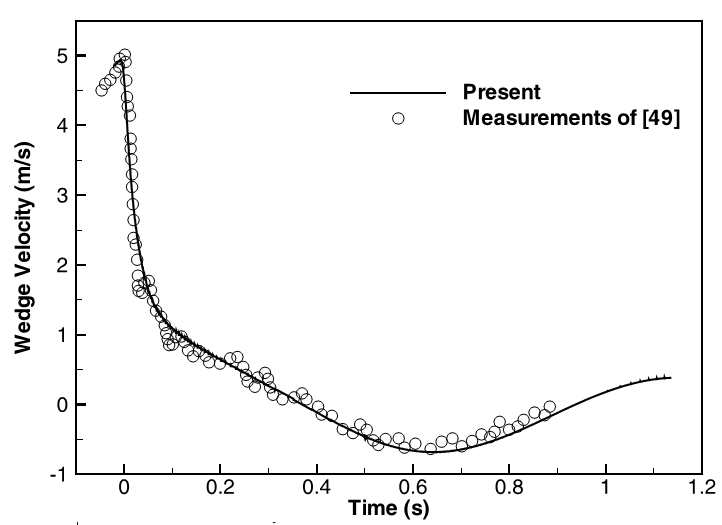 5
4
3
2
1
0
-1
Wedge Velocity (m/s)
Present
Measurements of [49]
0 0.2 0.4 0.6 0.8 1 1.2
Time (s)